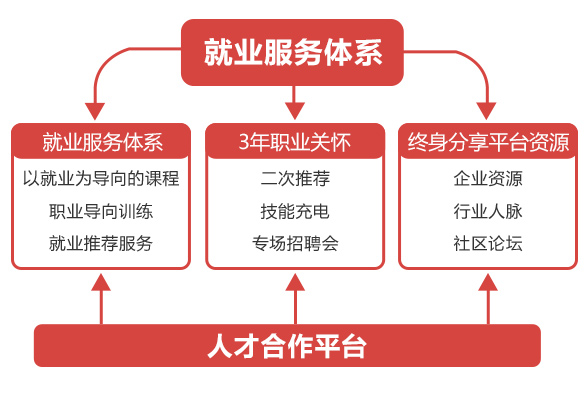 就业服务体系
就业服务体系
以就业为导向的课程
职业导向训练
就业推荐服务
3年职业关怀
二次推荐
技能充电
专场招聘会
终身分享平台资源
企业资源
行业人脉
社区论坛
人才合作平台